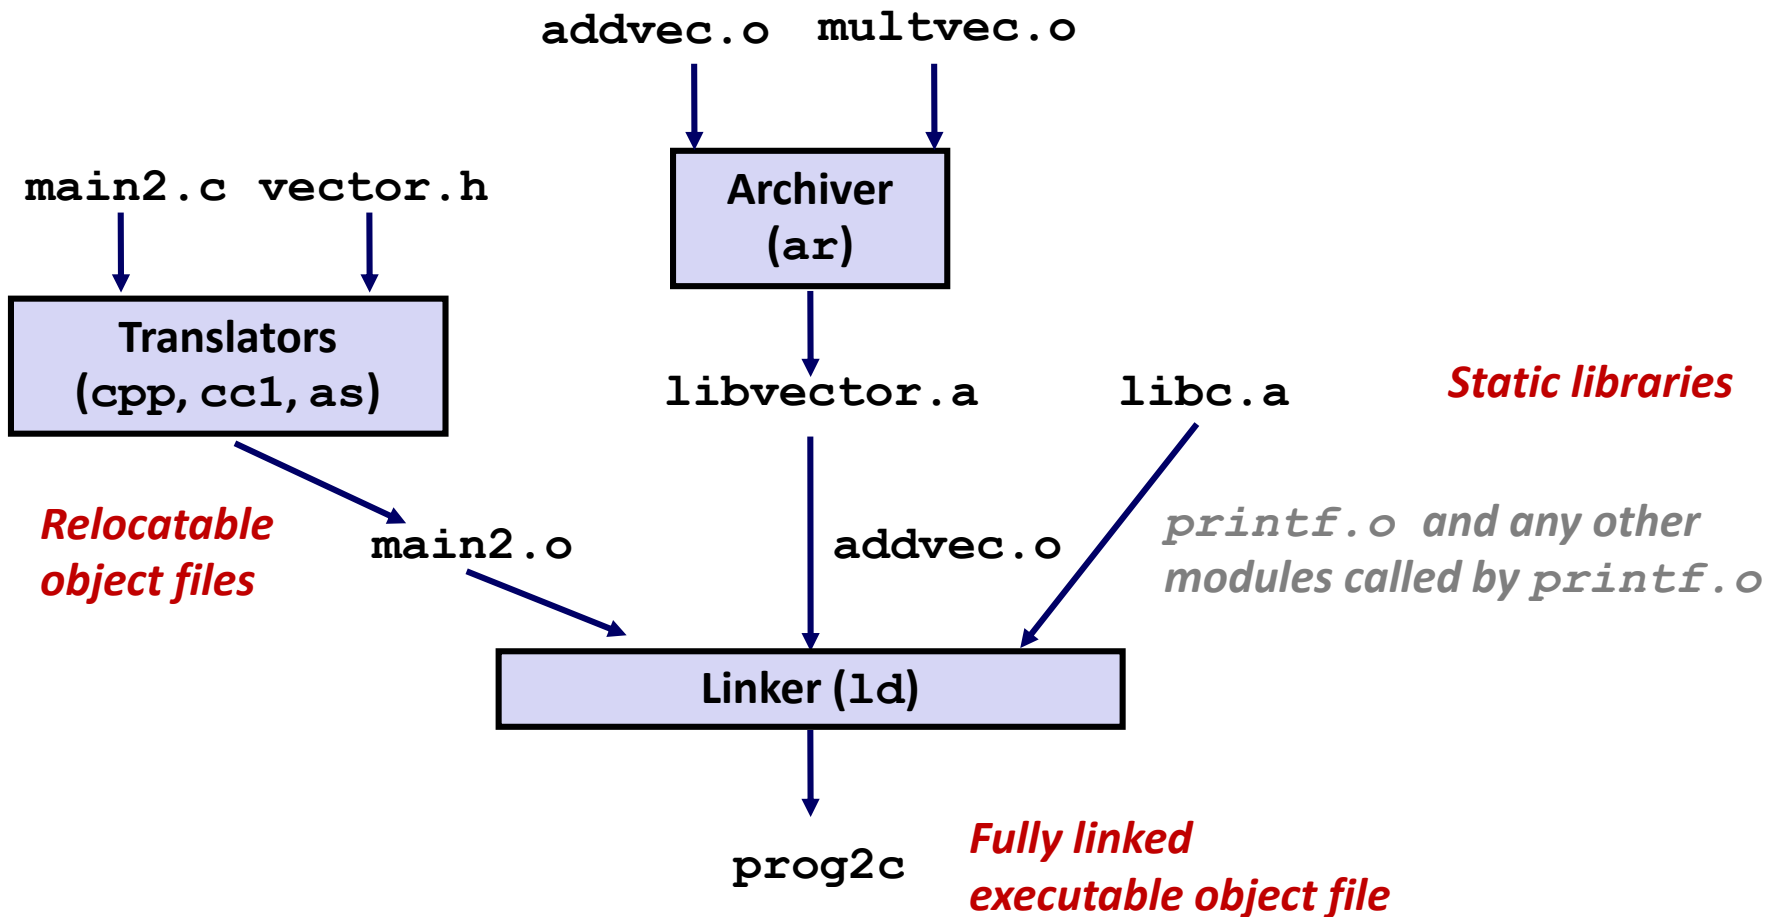 addvec.o multvec.o
main2.c vector.h
Archiver
(ar)
Translators
(cpp, cc1, as)
libvector.a
libc.a
Static libraries
Relocatable
object files
main2.o
addvec.o
printf.o and any other
modules called by printf.o
Linker (ld)
prog2c
Fully linked
executable object file